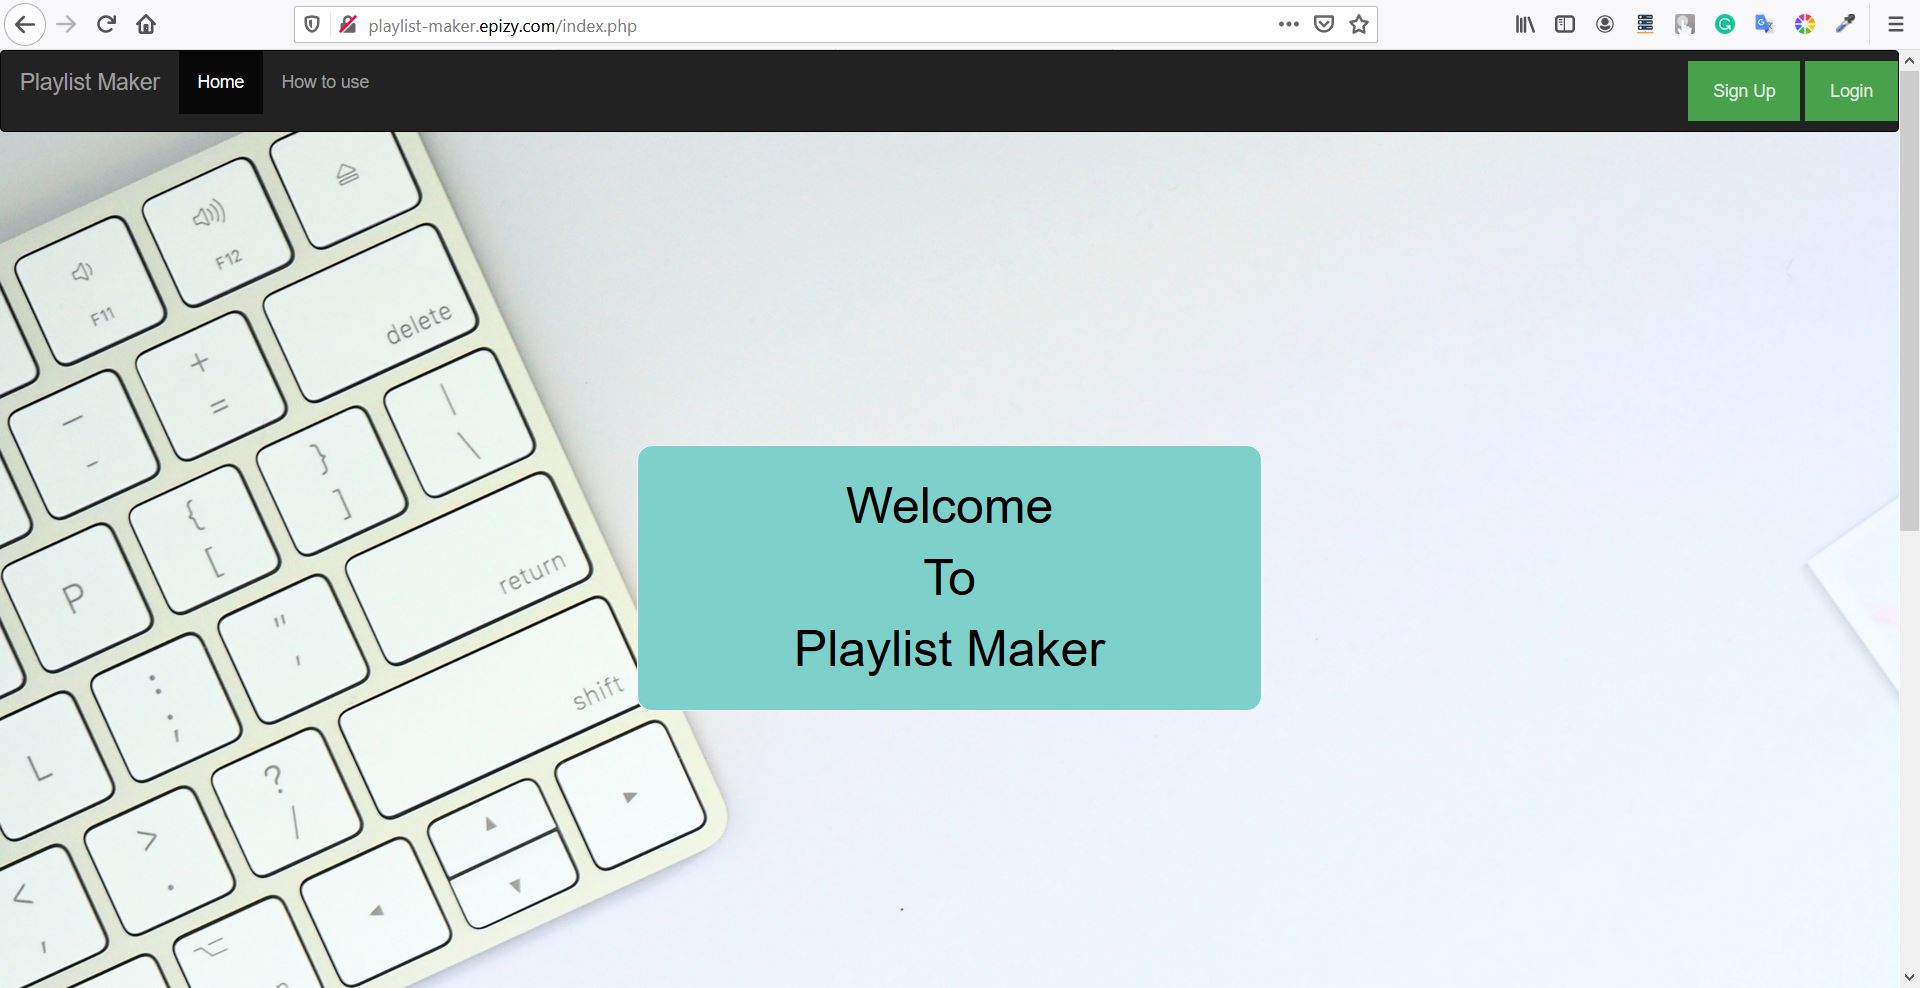 playlist-maker.epizy.com/index.php
Playlist Maker Home How to use Sign Up Login
Welcome
To
Playlist Maker
F12
F11
delete
+
=
—
-
|
\
}
]
{
[
return
P
"
'
shift
:
;
L
?
/
>
.
<
,